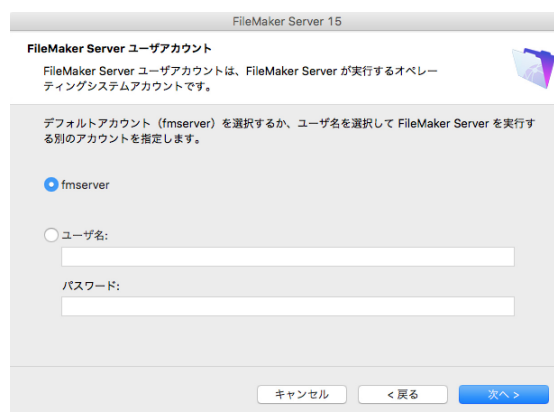 FileMaker Server 15
FileMaker Server ユーザアカウント
FileMaker Server ユーザアカウントは、FileMaker Server が実行するオペレー
ティングシステムアカウントです。
デフォルトアカウント（fmserver）を選択するか、ユーザ名を選択して FileMaker Server を実行す
る別のアカウントを指定します。
fmserver
ユーザ名:
パスワード:
キャンセル
< 戻る
次へ >